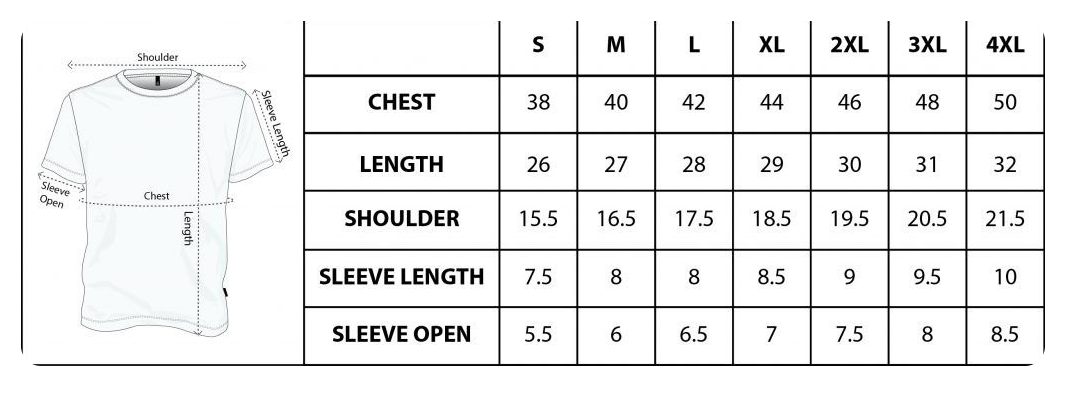 Shoulder
Sleeve Length
Sleeve
Open
Chest
Length
S M L XL 2XL 3XL 4XL
CHEST 38 40 42 44 46 48 50
LENGTH 26 27 28 29 30 31 32
SHOULDER 15.5 16.5 17.5 18.5 19.5 20.5 21.5
SLEEVE LENGTH 7.5 8 8 8.5 9 9.5 10
SLEEVE OPEN 5.5 6 6.5 7 7.5 8 8.5